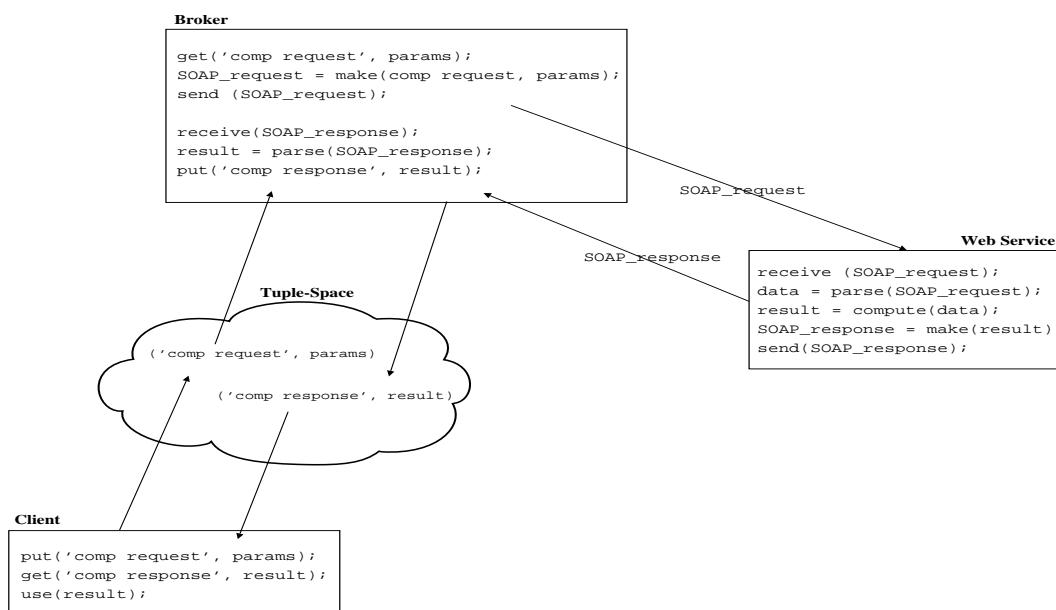 Broker
get('comp request', params);
SOAP_request = make(comp request, params);
send (SOAP_request);
receive(SOAP_response);
result = parse(SOAP_response);
put('comp response', result);
SOAP_request
SOAP_response
Web Service
receive (SOAP_request);
data = parse(SOAP_request);
result = compute(data);
SOAP_response = make(result)
send(SOAP_response);
Tuple-Space
('comp request', params)
('comp response', result)
Client
put('comp request', params);
get('comp response', result);
use(result);